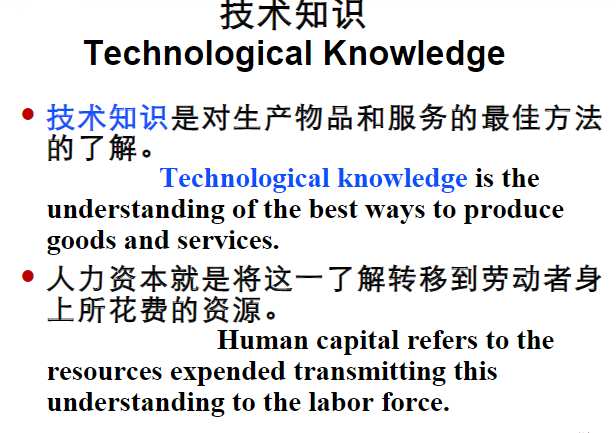 技术知识
Technological Knowledge
• 技术知识是对生产物品和服务的最佳方法
的了解。
Technological knowledge is the
understanding of the best ways to produce
goods and services.
• 人力资本就是将这一了解转移到劳动者身
上所花费的资源。
Human capital refers to the
resources expended transmitting this
understanding to the labor force.